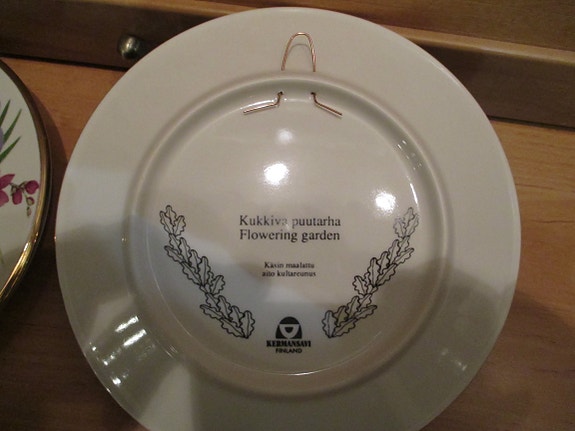 Kukkiva puutarha
Flowering garden
Käsin maalattu
aito kultareunus
KERMANSAVI
FINLAND